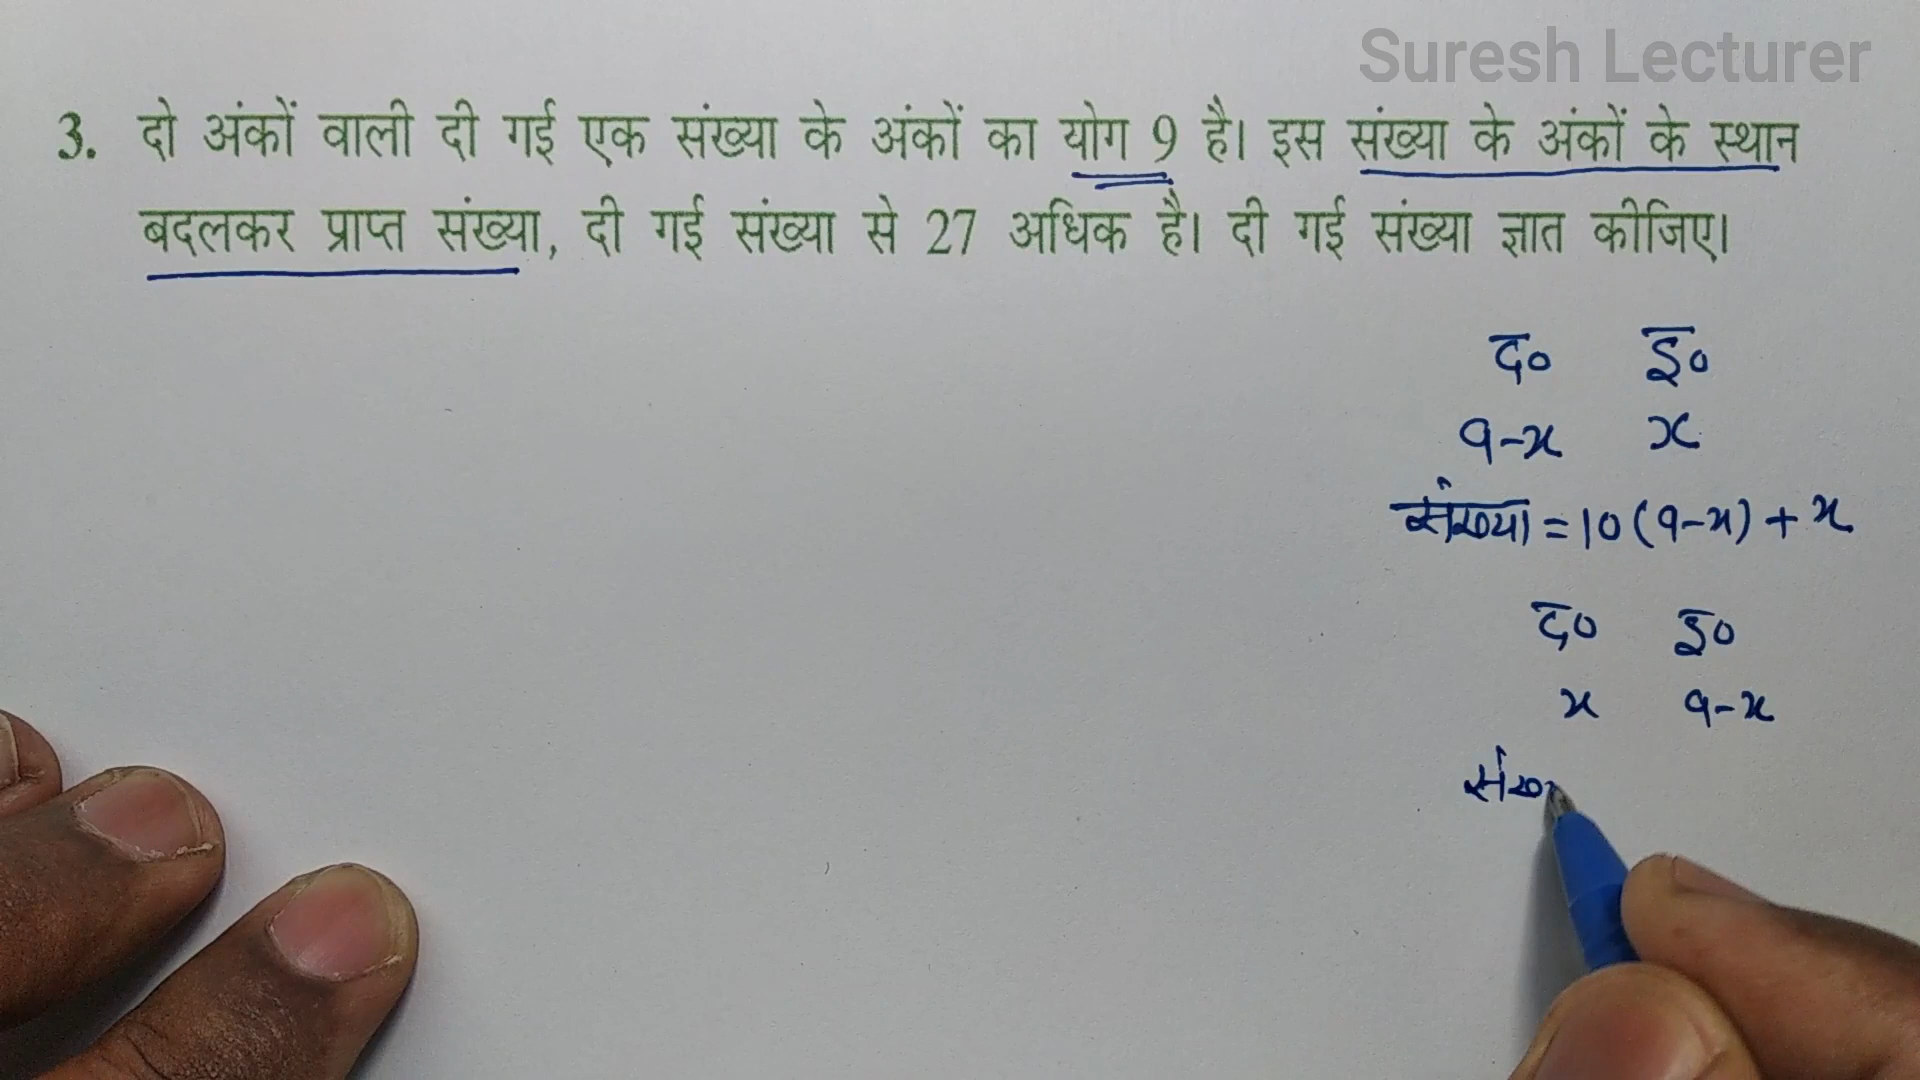 Suresh Lecturer
3. दो अंकों वाली दी गई एक संख्या के अंकों का योग 9 है। इस संख्या के अंकों के स्थान
बदलकर प्राप्त संख्या, दी गई संख्या से 27 अधिक है। दी गई संख्या ज्ञात कीजिए।
द० इ०
9-x x
संख्या = 10 (9-x) + x
द० इ०
x 9-x